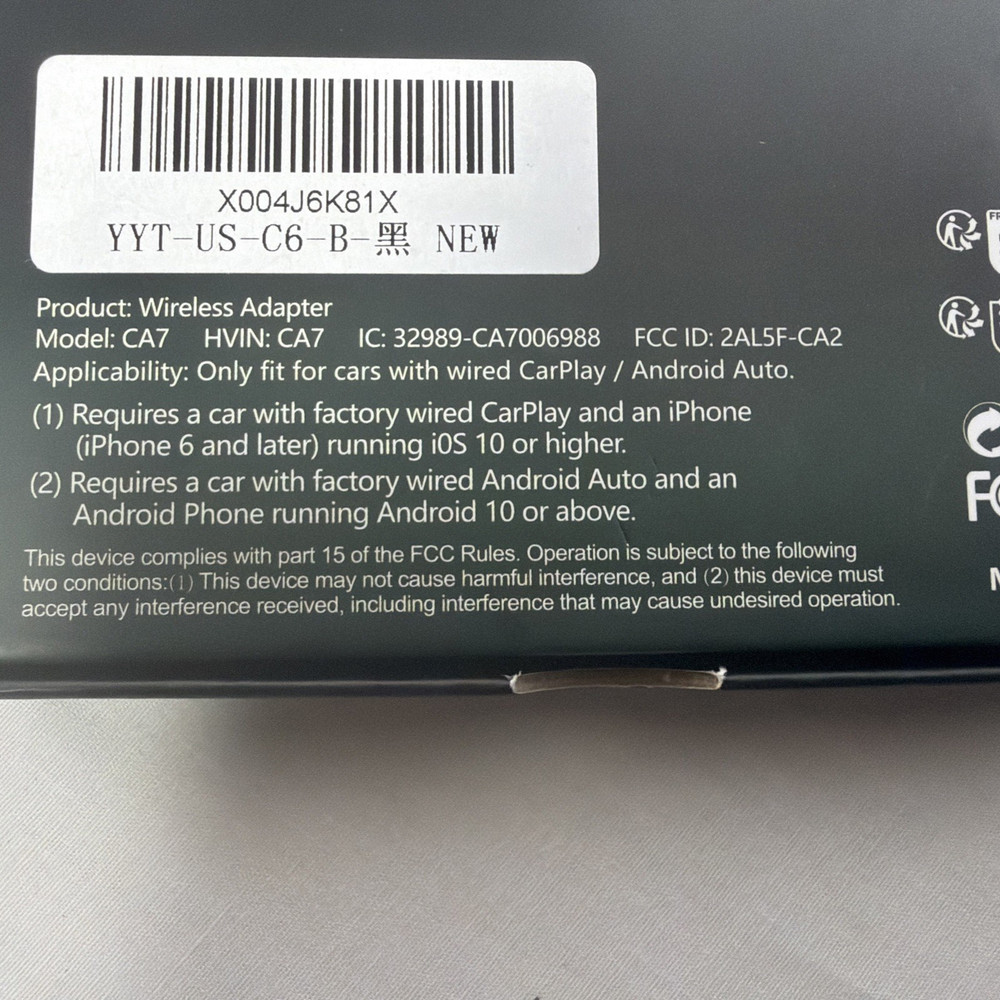 X004J6K81X
YYT-US-C6-B-黑 NEW
Product: Wireless Adapter
Model: CA7 HVIN: CA7 IC: 32989-CA7006988 FCC ID: 2AL5F-CA2
Applicability: Only fit for cars with wired CarPlay / Android Auto.
(1) Requires a car with factory wired CarPlay and an iPhone
(iPhone 6 and later) running iOS 10 or higher.
(2) Requires a car with factory wired Android Auto and an
Android Phone running Android 10 or above.
This device complies with part 15 of the FCC Rules. Operation is subject to the following
two conditions:(1) This device may not cause harmful interference, and (2) this device must
accept any interference received, including interference that may cause undesired operation.